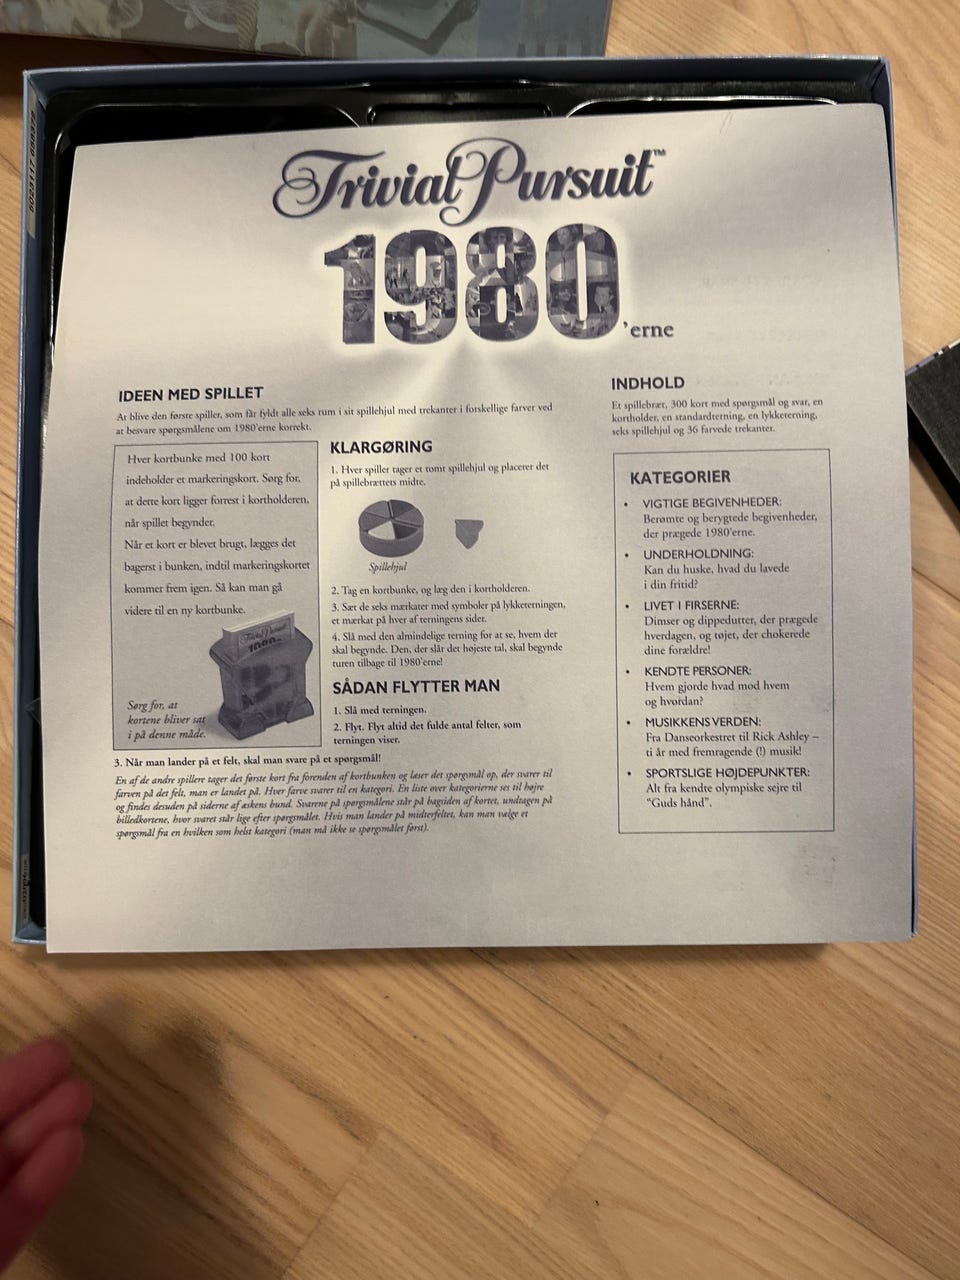 Trivial Pursuit™
1980
'erne
IDEEN MED SPILLET
At blive den første spiller, som får fyldt alle seks rum i sit spillehjul med trekanter i forskellige farver ved
at besvare spørgsmålene om 1980'erne korrekt.
Hver kortbunke med 100 kort
indeholder et markeringskort. Sørg for,
at dette kort ligger forrest i kortholderen,
når spillet begynder.
Når et kort er blevet brugt, lægges det
bagerst i bunken, indtil markeringskortet
kommer frem igen. Så kan man gå
videre til en ny kortbunke.
Trivial Pursuit
1980
Sørg for, at
kortene bliver sat
i på denne måde.
KLARGØRING
1. Hver spiller tager et tomt spillehjul og placerer det
på spillebrættets midte.
Spillehjul
2. Tag en kortbunke, og læg den i kortholderen.
3. Sæt de seks mærkater med symboler på lykketerningen,
et mærkat på hver af terningens sider.
4. Slå med den almindelige terning for at se, hvem der
skal begynde. Den, der slår det højeste tal, skal begynde
turen tilbage til 1980'erne!
SÅDAN FLYTTER MAN
1. Slå med terningen.
2. Flyt. Flyt altid det fulde antal felter, som
terningen viser.
3. Når man lander på et felt, skal man svare på et spørgsmål!
En af de andre spillere tager det første kort fra forenden af kortbunken og læser det spørgsmål op, der svarer til
farven på det felt, man er landet på. Hver farve svarer til en kategori. En liste over kategorierne ses til højre
og findes desuden på siderne af æskens bund. Svarene på spørgsmålene står på bagsiden af kortet, undtagen på
billedkortene, hvor svaret står lige efter spørgsmålet. Hvis man lander på midterfeltet, kan man vælge et
spørgsmål fra en hvilken som helst kategori (man må ikke se spørgsmålet først).
INDHOLD
Et spillebræt, 300 kort med spørgsmål og svar, en
kortholder, en standardterning, en lykketerning,
seks spillehjul og 36 farvede trekanter.
KATEGORIER
• VIGTIGE BEGIVENHEDER:
Berømte og berygtede begivenheder,
der prægede 1980'erne.
• UNDERHOLDNING:
Kan du huske, hvad du lavede
i din fritid?
• LIVET I FIRSERNE:
Dimser og dippedutter, der prægede
hverdagen, og tøjet, der chokerede
dine forældre!
• KENDTE PERSONER:
Hvem gjorde hvad mod hvem
og hvordan?
• MUSIKKENS VERDEN:
Fra Danseorkestret til Rick Ashley –
ti år med fremragende (!) musik!
• SPORTSLIGE HØJDEPUNKTER:
Alt fra kendte olympiske sejre til
"Guds hånd".